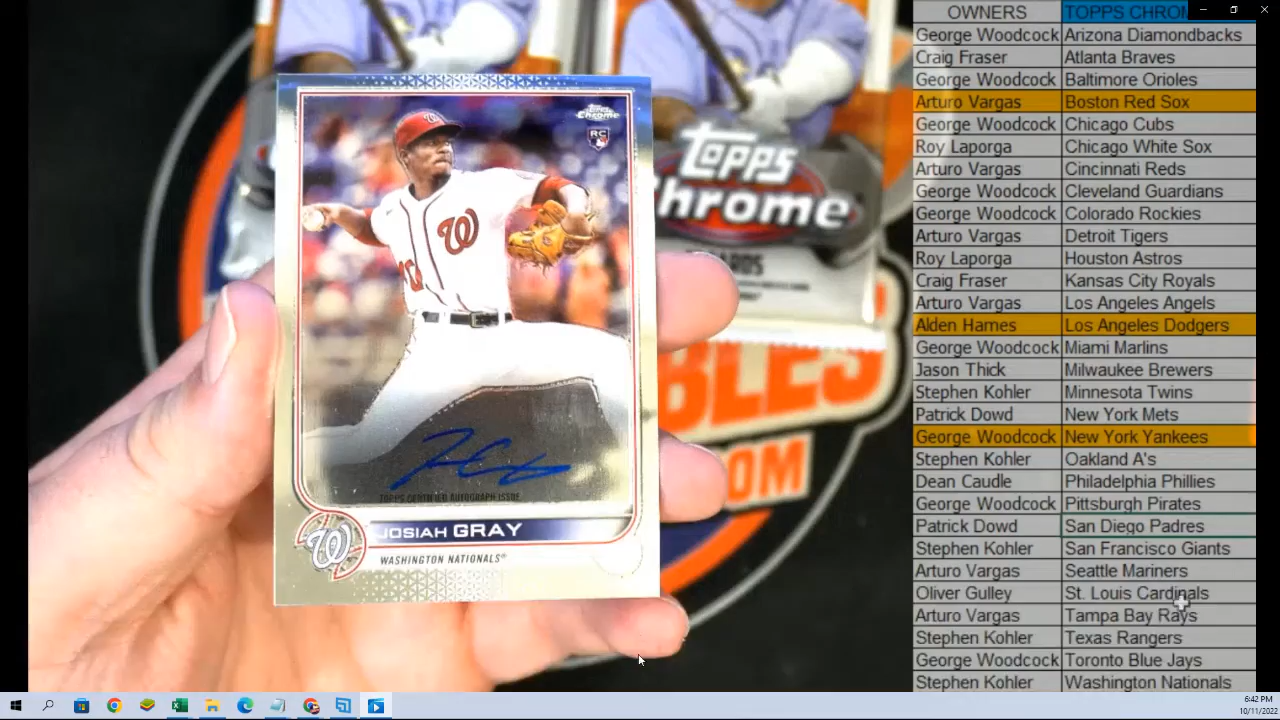 OWNERS TOPPS CHROM
George Woodcock Arizona Diamondbacks
Craig Fraser Atlanta Braves
George Woodcock Baltimore Orioles
Arturo Vargas Boston Red Sox
George Woodcock Chicago Cubs
Roy Laporga Chicago White Sox
Arturo Vargas Cincinnati Reds
George Woodcock Cleveland Guardians
George Woodcock Colorado Rockies
Arturo Vargas Detroit Tigers
Roy Laporga Houston Astros
Craig Fraser Kansas City Royals
Arturo Vargas Los Angeles Angels
Alden Hames Los Angeles Dodgers
George Woodcock Miami Marlins
Jason Thick Milwaukee Brewers
Stephen Kohler Minnesota Twins
Patrick Dowd New York Mets
George Woodcock New York Yankees
Stephen Kohler Oakland A's
Dean Caudle Philadelphia Phillies
George Woodcock Pittsburgh Pirates
Patrick Dowd San Diego Padres
Stephen Kohler San Francisco Giants
Arturo Vargas Seattle Mariners
Oliver Gulley St. Louis Cardinals
Arturo Vargas Tampa Bay Rays
Stephen Kohler Texas Rangers
George Woodcock Toronto Blue Jays
Stephen Kohler Washington Nationals
Topps
Chrome
RC
W
W
TOPPS CERTIFIED AUTOGRAPH ISSUE
JOSIAH GRAY
WASHINGTON NATIONALS®
Topps
Chrome
BLES
OM
6:42 PM
10/11/2022